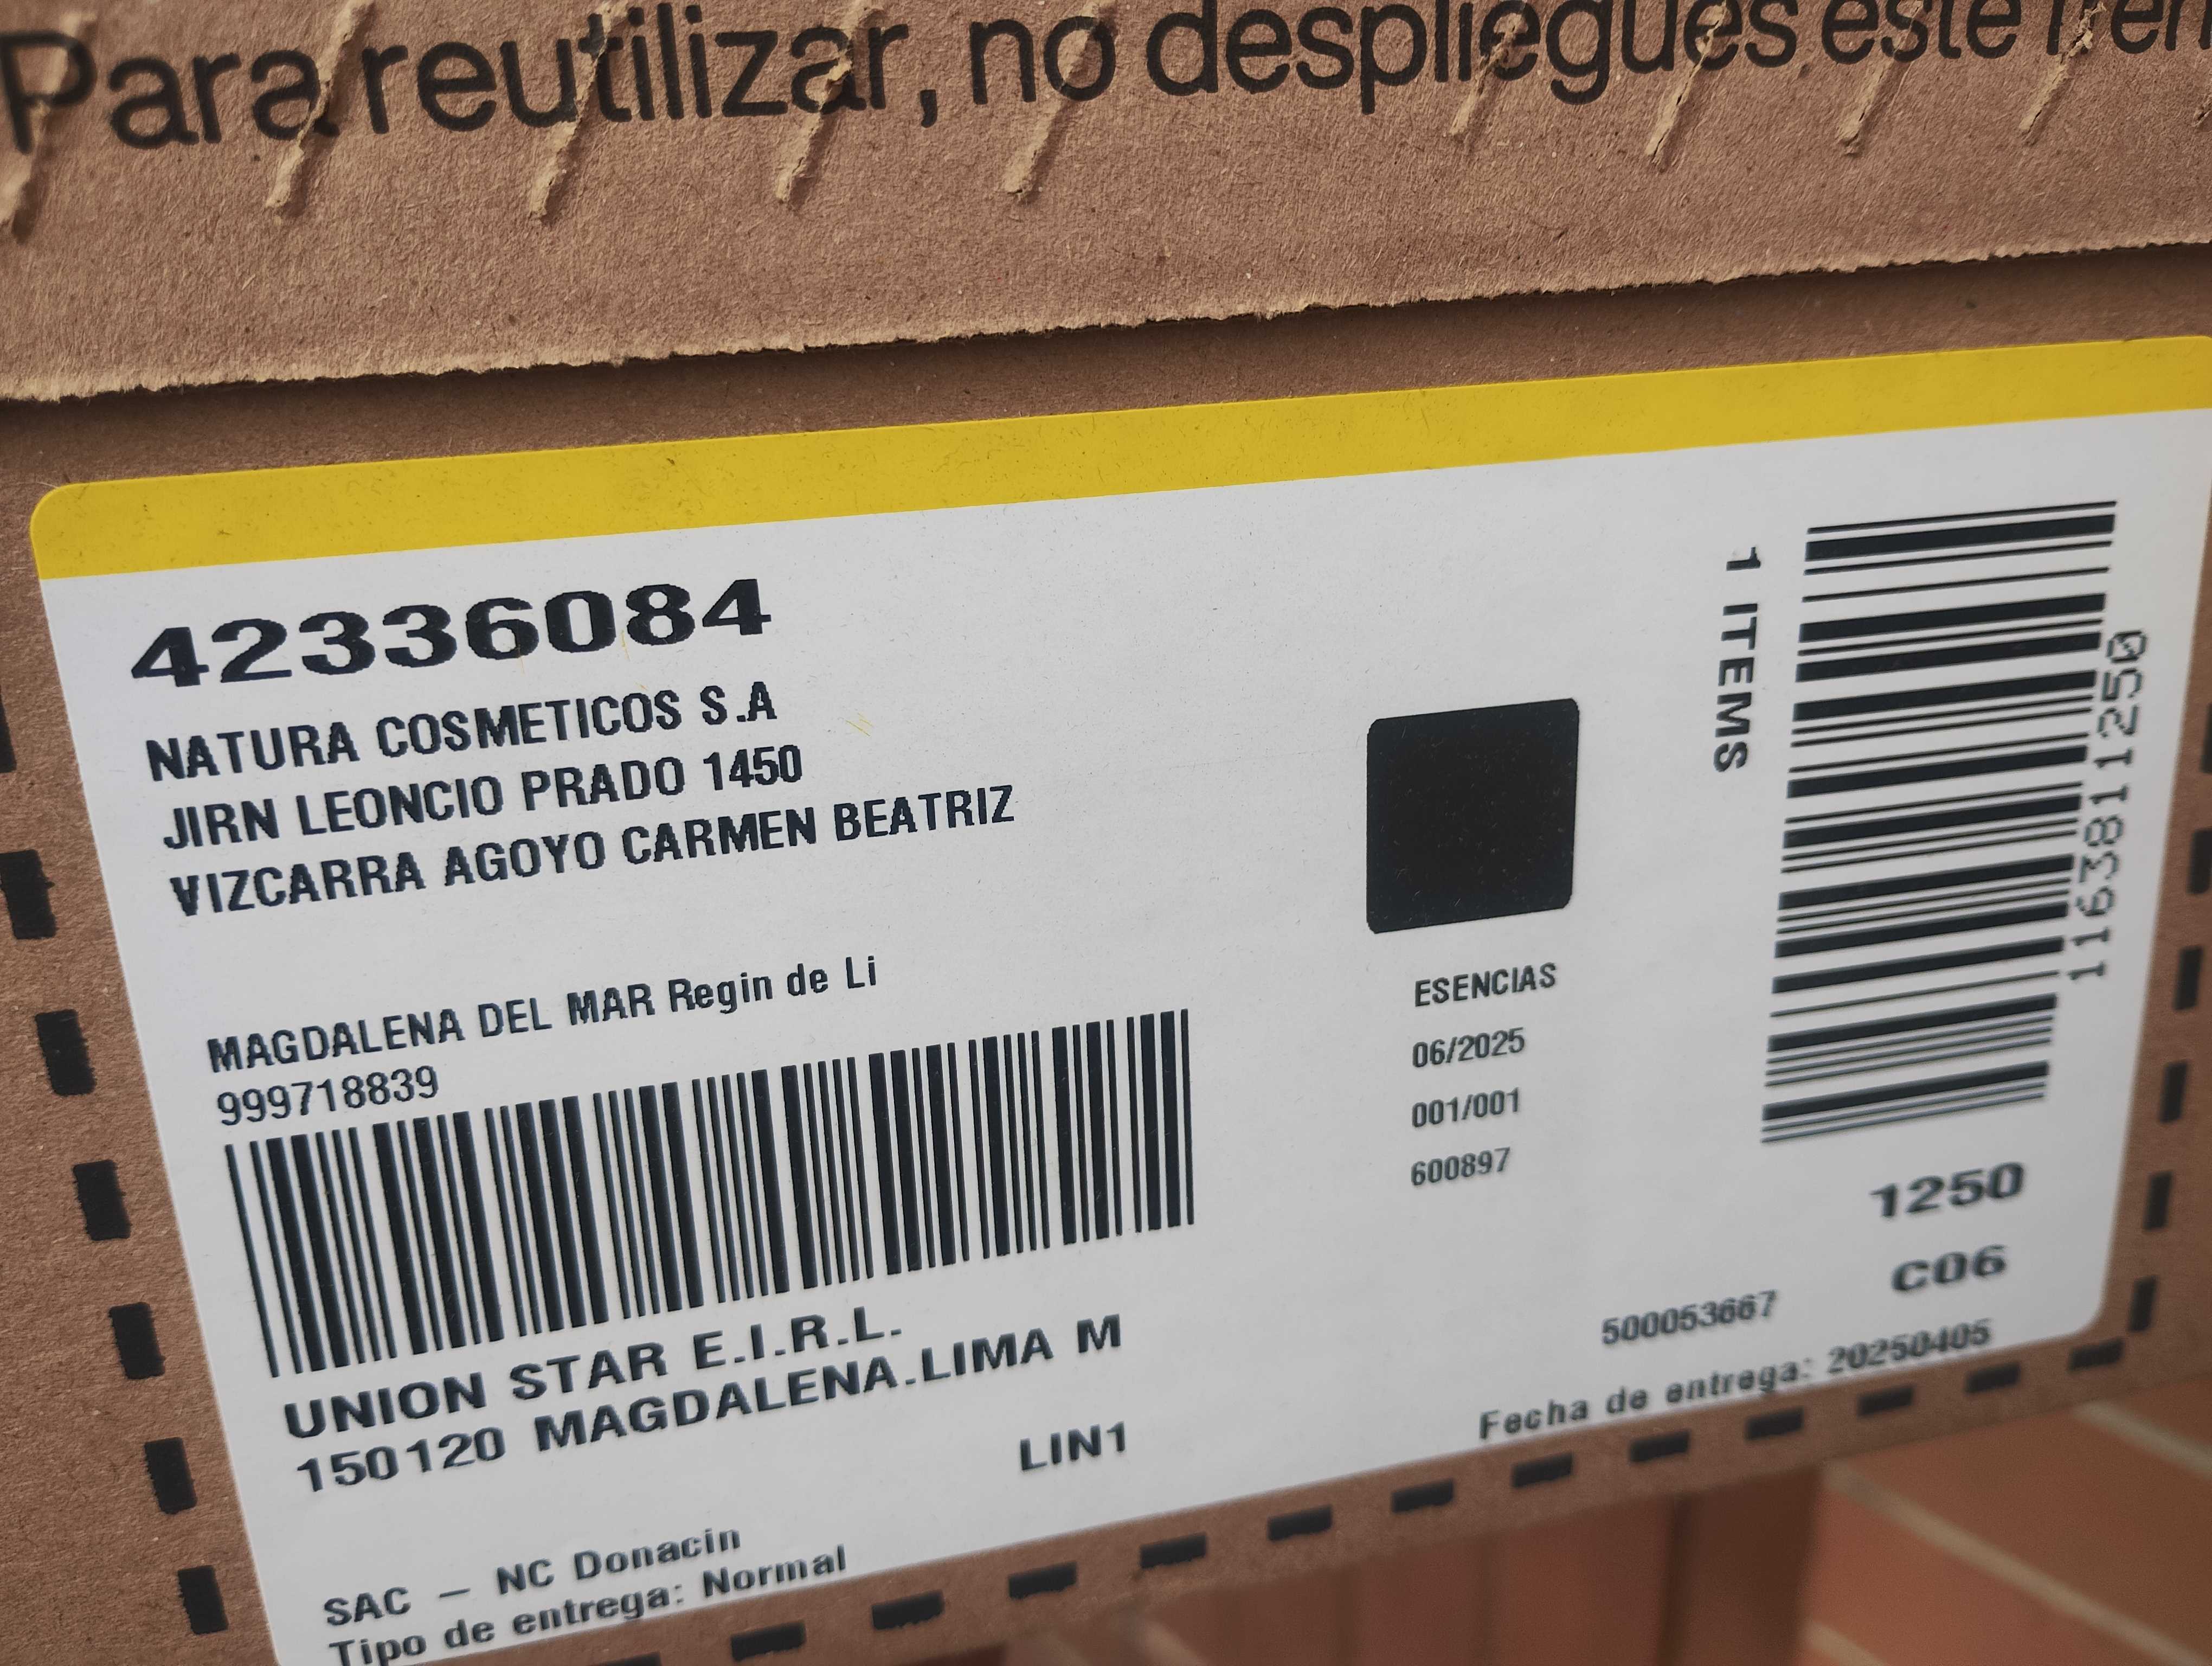 Para reutilizar, no despliegues este fren
42336084
NATURA COSMETICOS S.A
JIRN LEONCIO PRADO 1450
VIZCARRA AGOYO CARMEN BEATRIZ
MAGDALENA DEL MAR Regin de Li
999718839
UNION STAR E.I.R.L.
150120 MAGDALENA.LIMA M
LIN1
SAC – NC Donacin
Tipo de entrega: Normal
ESENCIAS
06/2025
001/001
600897
1 ITEMS
1163811250
1250
C06
500053667
Fecha de entrega: 20250405